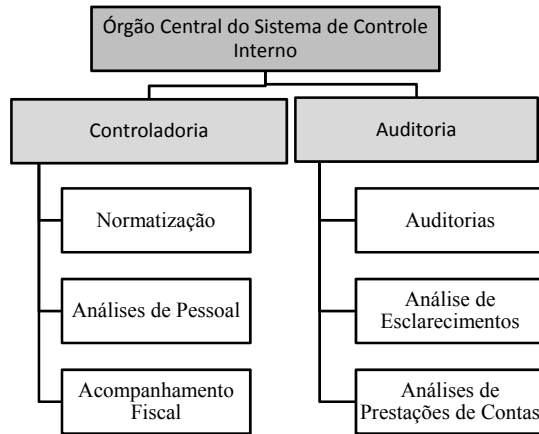 Órgão Central do Sistema de Controle
Interno
Controladoria
Auditoria
Normatização
Auditorias
Análises de Pessoal
Análise de
Esclarecimentos
Acompanhamento
Fiscal
Análises de
Prestações de Contas